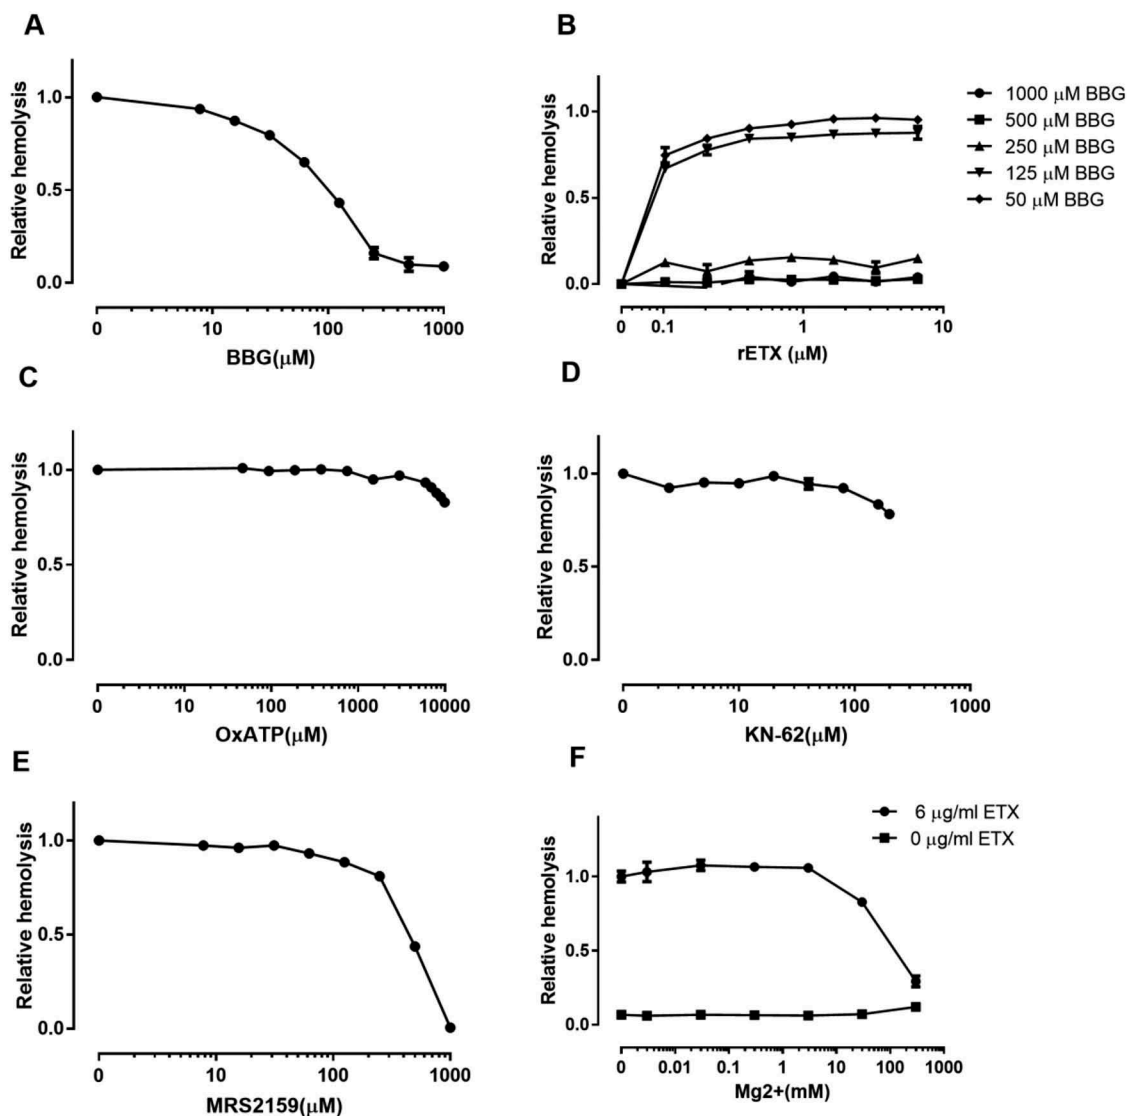 A
Relative hemolysis
1.0
0.5
0.0
0 10 100 1000
BBG(μM)
B
Relative hemolysis
1.0
0.5
0.0
0 0.1 1 10
rETX (μM)
1000 μM BBG
500 μM BBG
250 μM BBG
125 μM BBG
50 μM BBG
C
Relative hemolysis
1.0
0.5
0.0
0 10 100 1000 10000
OxATP(μM)
D
Relative hemolysis
1.0
0.5
0.0
0 10 100 1000
KN-62(μM)
E
Relative hemolysis
1.0
0.5
0.0
0 10 100 1000
MRS2159(μM)
F
6 μg/ml ETX
0 μg/ml ETX
Relative hemolysis
1.0
0.5
0.0
0 0.01 0.1 1 10 100 1000
Mg2+(mM)